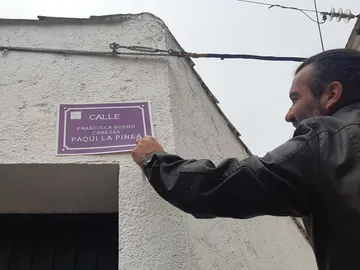 CALLE
FRANCISCA BUENO
CABEZAS
PAQUI LA PINEA